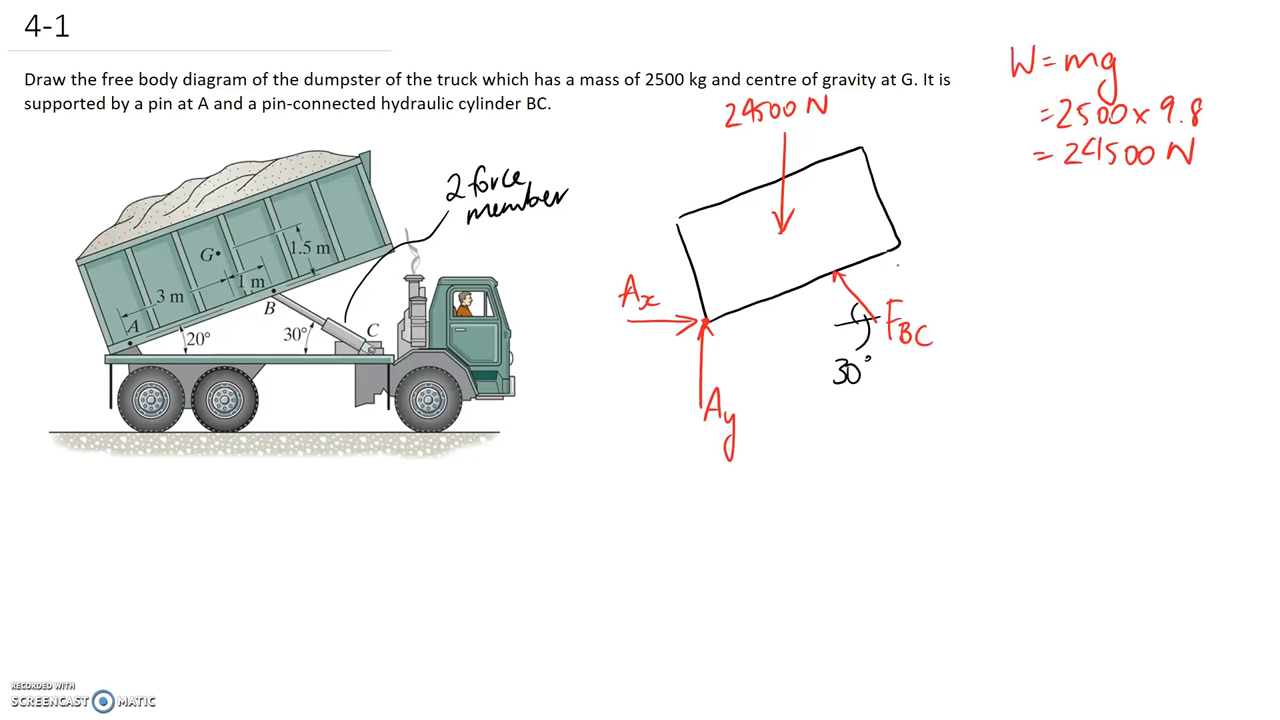 4-1
Draw the free body diagram of the dumpster of the truck which has a mass of 2500 kg and centre of gravity at G. It is
supported by a pin at A and a pin-connected hydraulic cylinder BC.
W = mg
= 2500 x 9.8
= 24500 N
24500 N
2 force
member
G
1.5 m
1 m
3 m
B
A
20°
30°
C
Ax
FBC
30°
Ay
RECORDED WITH
SCREENCAST MATIC